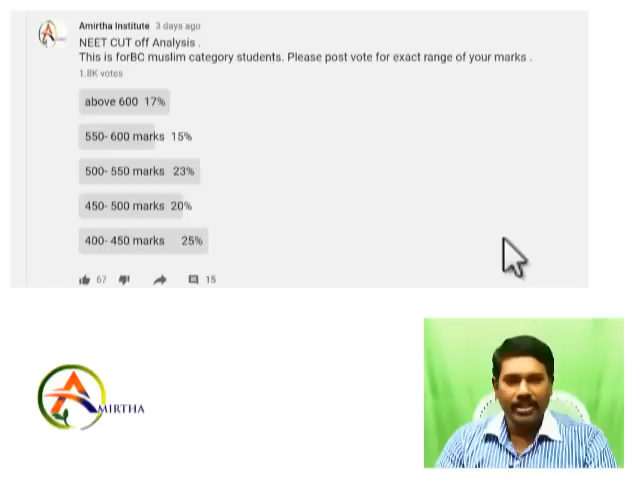 Amirtha Institute 3 days ago
NEET CUT off Analysis .
This is forBC muslim category students. Please post vote for exact range of your marks .
1.8K votes
above 600 17%
550- 600 marks 15%
500- 550 marks 23%
450- 500 marks 20%
400- 450 marks 25%
67 15
AMIRTHA